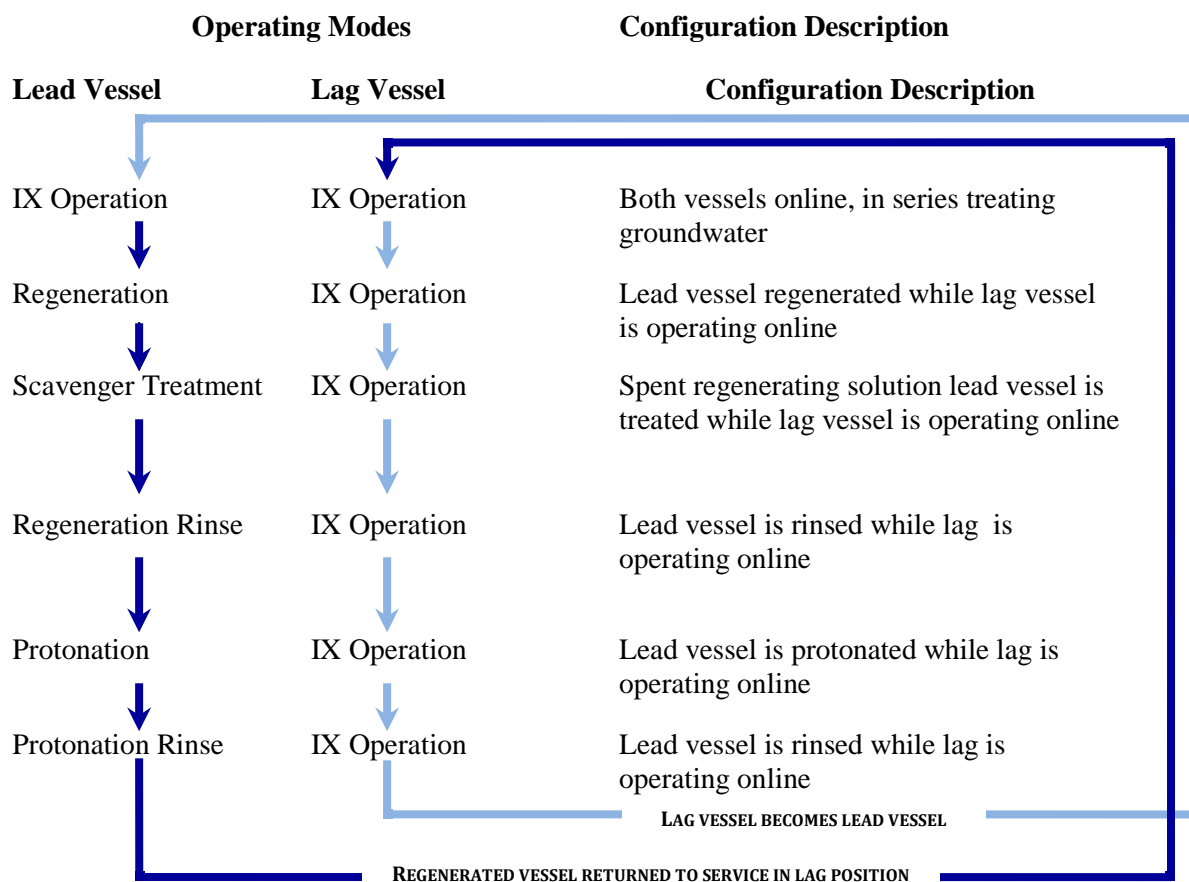 Operating Modes Configuration Description
Lead Vessel Lag Vessel Configuration Description
IX Operation IX Operation Both vessels online, in series treating
groundwater
Regeneration IX Operation Lead vessel regenerated while lag vessel
is operating online
Scavenger Treatment IX Operation Spent regenerating solution lead vessel is
treated while lag vessel is operating online
Regeneration Rinse IX Operation Lead vessel is rinsed while lag is
operating online
Protonation IX Operation Lead vessel is protonated while lag is
operating online
Protonation Rinse IX Operation Lead vessel is rinsed while lag is
operating online
LAG VESSEL BECOMES LEAD VESSEL
REGENERATED VESSEL RETURNED TO SERVICE IN LAG POSITION